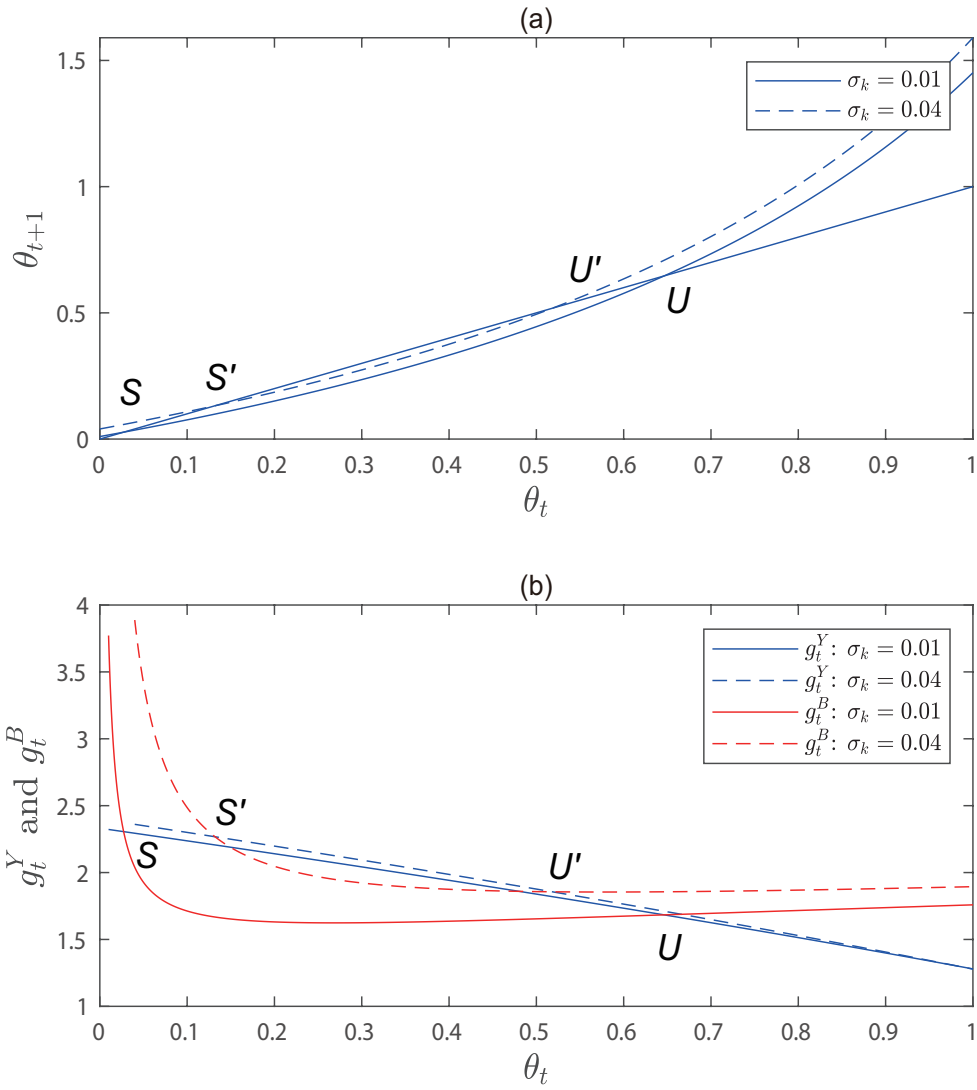 (a)
1.5
1
0.5
0
θ_{t+1}
σ_k = 0.01
σ_k = 0.04
S
S'
U'
U
0 0.1 0.2 0.3 0.4 0.5 0.6 0.7 0.8 0.9 1
θ_t
(b)
4
3.5
3
2.5
2
1.5
1
g_t^Y and g_t^B
g_t^Y: σ_k = 0.01
g_t^Y: σ_k = 0.04
g_t^B: σ_k = 0.01
g_t^B: σ_k = 0.04
S'
S
U'
U
0 0.1 0.2 0.3 0.4 0.5 0.6 0.7 0.8 0.9 1
θ_t